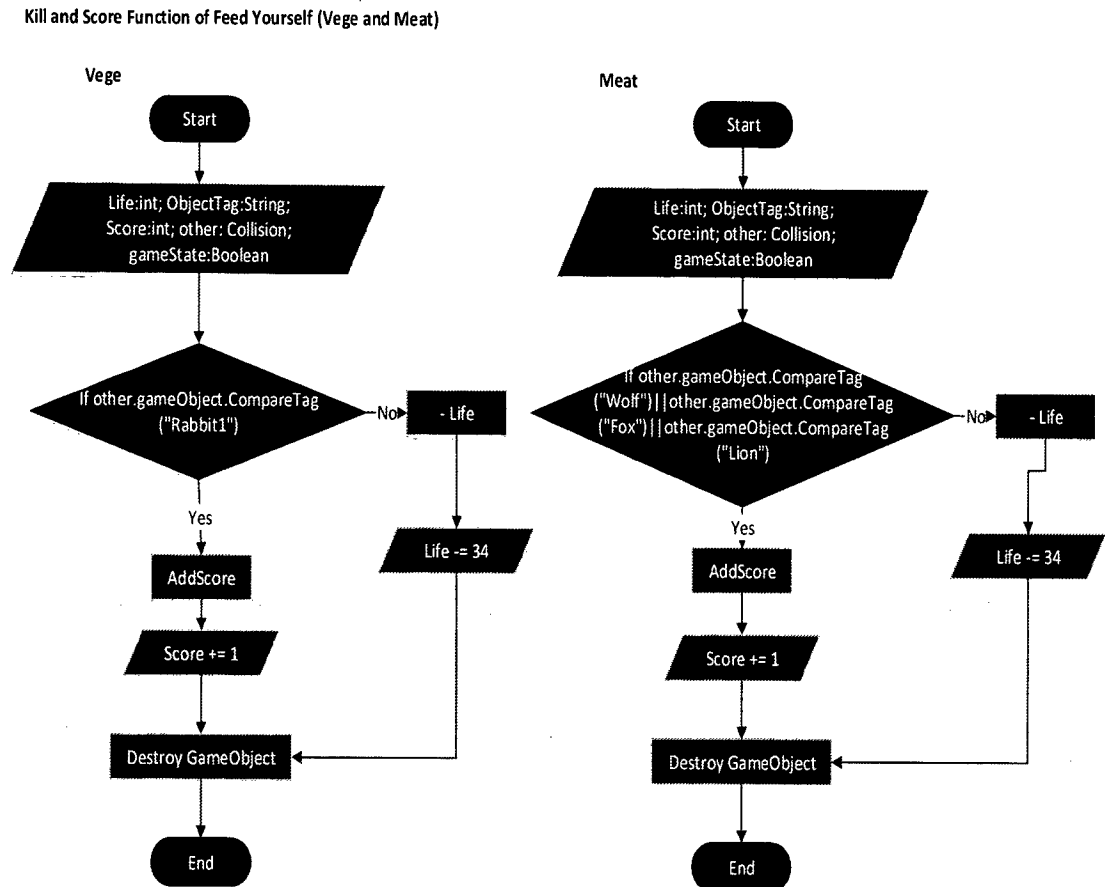 Kill and Score Function of Feed Yourself (Vege and Meat)
Vege
Start
Life:int; ObjectTag:String;
Score:int; other: Collision;
gameState:Boolean
If other.gameObject.CompareTag
("Rabbit1")
No
- Life
Life -= 34
Yes
AddScore
Score += 1
Destroy GameObject
End
Meat
Start
Life:int; ObjectTag:String;
Score:int; other: Collision;
gameState:Boolean
If other.gameObject.CompareTag
("Wolf")||other.gameObject.CompareTag
("Fox")||other.gameObject.CompareTag
("Lion")
No
- Life
Life -= 34
Yes
AddScore
Score += 1
Destroy GameObject
End